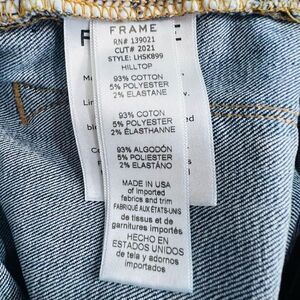 FRAME
RN# 139021
CUT# 2021
STYLE: LHSK899
HILLTOP
93% COTTON
5% POLYESTER
2% ELASTANE
93% COTON
5% POLYESTER
2% ÉLASTHANNE
93% ALGODÓN
5% POLIESTER
2% ELASTÁNO
MADE IN USA
of imported
fabrics and trim
FABRIQUÉ AUX ÉTATS-UNIS
de tissus et de
garnitures importés
HECHO EN
ESTADOS UNIDOS
de tela y adornos
importados